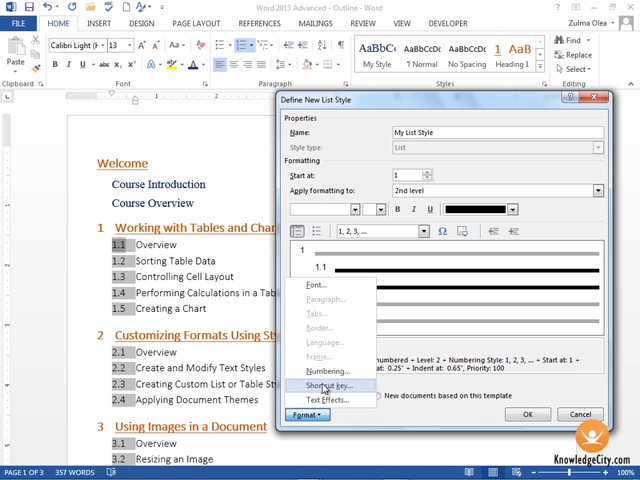 Word 2013 Advanced - Outline - Word
FILE HOME INSERT DESIGN PAGE LAYOUT REFERENCES MAILINGS REVIEW VIEW DEVELOPER Zulma Olea
Paste
Calibri Light (H 13
B I U abc
AaBbCc AaBbCcDc AaBbCcDc 1 AaB
My Style ¶ Normal No Spacing Heading 1
Find
Replace
Select
Clipboard Font Paragraph Styles Editing
Welcome
Course Introduction
Course Overview
1 Working with Tables and Chart
1.1 Overview
1.2 Sorting Table Data
1.3 Controlling Cell Layout
1.4 Performing Calculations in a Tab
1.5 Creating a Chart
2 Customizing Formats Using St
2.1 Overview
2.2 Create and Modify Text Styles
2.3 Creating Custom List or Table St
2.4 Applying Document Themes
3 Using Images in a Document
3.1 Overview
3.2 Resizing an Image
Define New List Style
Properties
Name: My List Style
Style type: List
Formatting
Start at: 1
Apply formatting to: 2nd level
B I U
1, 2, 3, ...
1
1.1
Font...
Paragraph...
Tabs...
Border...
Language...
Frame...
Numbering...
Shortcut key...
Text Effects...
numbered + Level: 2 + Numbering Style: 1, 2, 3, ... + Start at: 1 +
at: 0.25" + Indent at: 0.65", Priority: 100
New documents based on this template
Format OK Cancel
PAGE 1 OF 3 357 WORDS 100%
KnowledgeCity.com